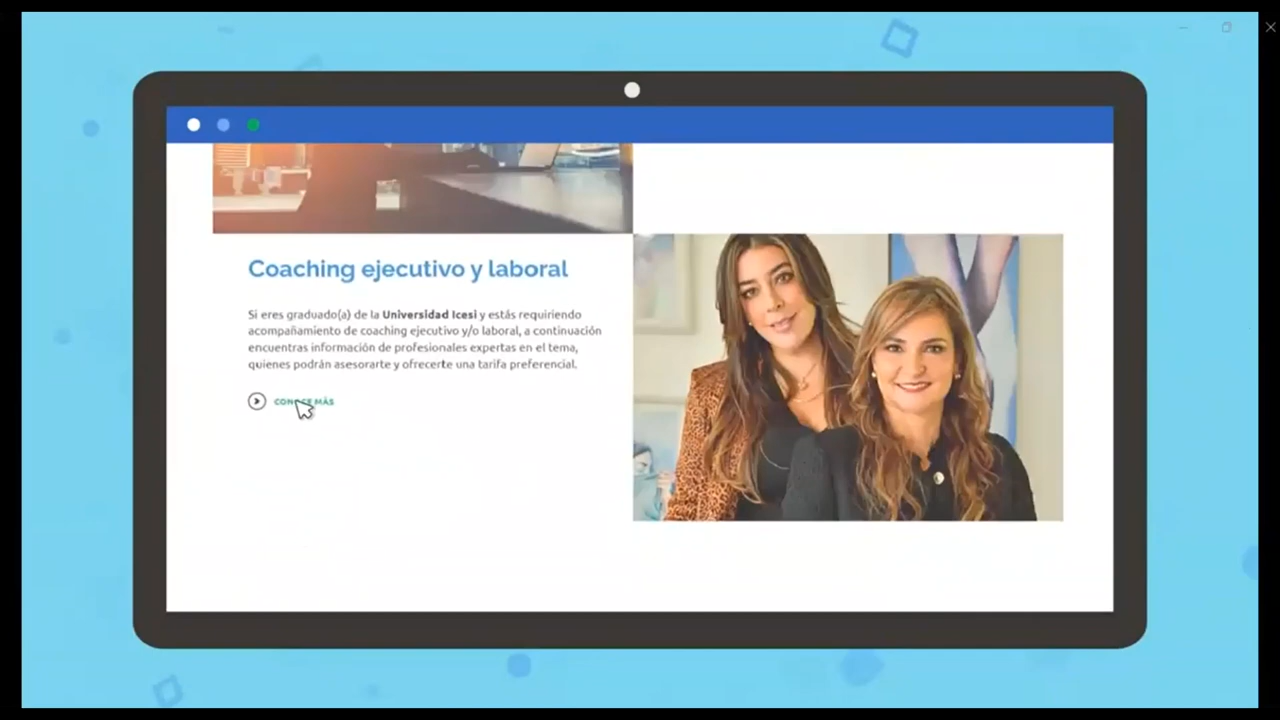 Coaching ejecutivo y laboral
Si eres graduado(a) de la Universidad Icesi y estás requiriendo
acompañamiento de coaching ejecutivo y/o laboral, a continuación
encuentras información de profesionales expertas en el tema,
quienes podrán asesorarte y ofrecerte una tarifa preferencial.
CONOCE MÁS